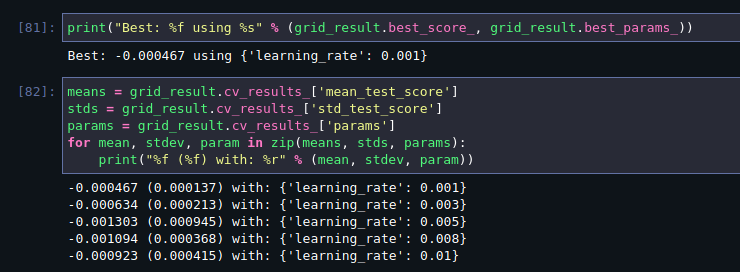 [81]: print("Best: %f using %s" % (grid_result.best_score_, grid_result.best_params_))
Best: -0.000467 using {'learning_rate': 0.001}
[82]: means = grid_result.cv_results_['mean_test_score']
stds = grid_result.cv_results_['std_test_score']
params = grid_result.cv_results_['params']
for mean, stdev, param in zip(means, stds, params):
    print("%f (%f) with: %r" % (mean, stdev, param))
-0.000467 (0.000137) with: {'learning_rate': 0.001}
-0.000634 (0.000213) with: {'learning_rate': 0.003}
-0.001303 (0.000945) with: {'learning_rate': 0.005}
-0.001094 (0.000368) with: {'learning_rate': 0.008}
-0.000923 (0.000415) with: {'learning_rate': 0.01}